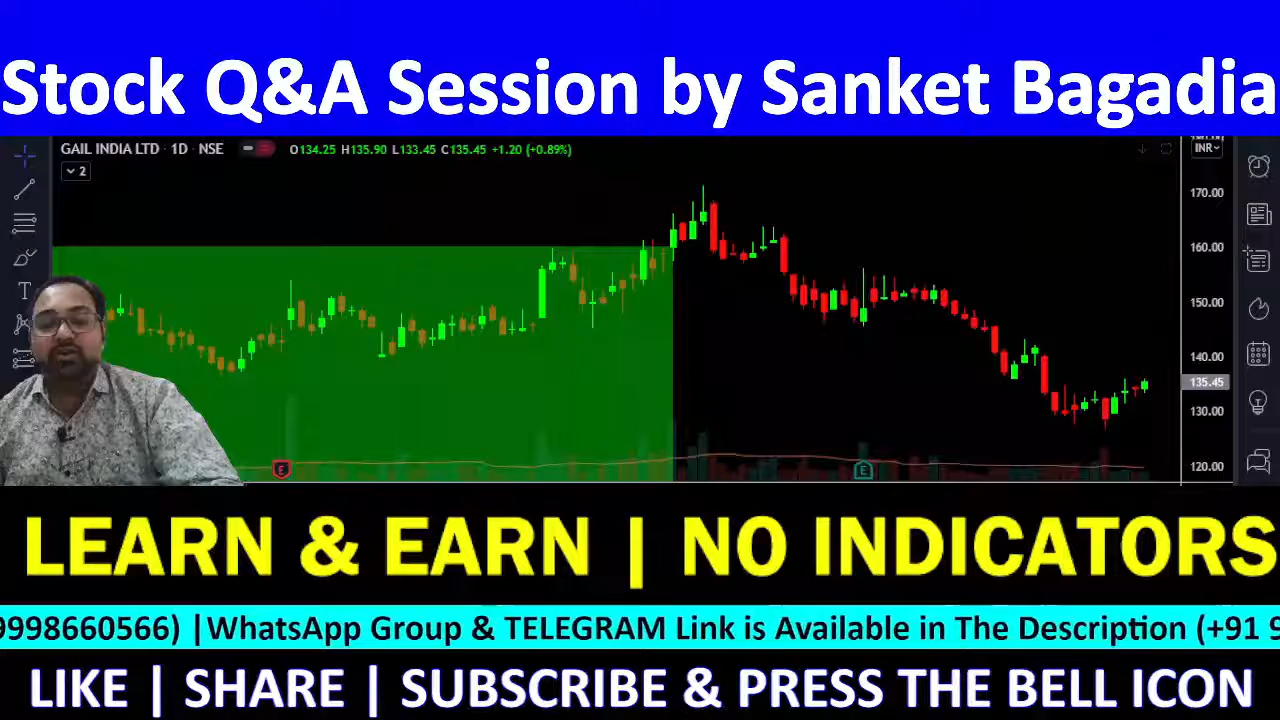 Stock Q&A Session by Sanket Bagadia
GAIL INDIA LTD · 1D · NSE O134.25 H135.90 L133.45 C135.45 +1.20 (+0.89%)
INR
2
170.00
160.00
150.00
140.00
135.45
130.00
120.00
E
E
LEARN & EARN | NO INDICATORS
9998660566) |WhatsApp Group & TELEGRAM Link is Available in The Description (+91 9
LIKE | SHARE | SUBSCRIBE & PRESS THE BELL ICON